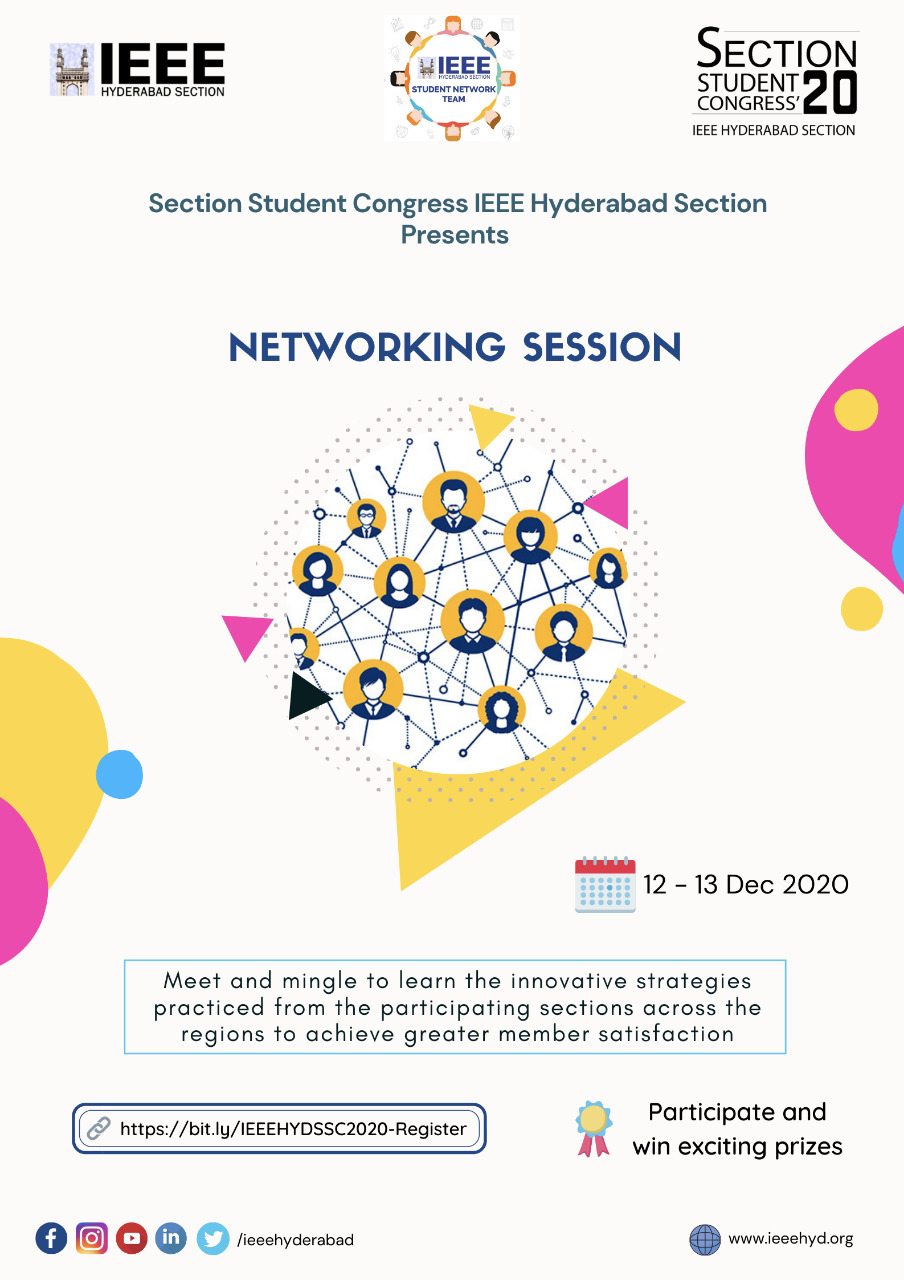 IEEE
HYDERABAD SECTION
IEEE
HYDERABAD SECTION
STUDENT NETWORK
TEAM
SECTION
STUDENT
CONGRESS'20
IEEE HYDERABAD SECTION
Section Student Congress IEEE Hyderabad Section
Presents
NETWORKING SESSION
12 - 13 Dec 2020
Meet and mingle to learn the innovative strategies
practiced from the participating sections across the
regions to achieve greater member satisfaction
https://bit.ly/IEEEHYDSSC2020-Register
Participate and
win exciting prizes
/ieeehyderabad
www.ieeehyd.org